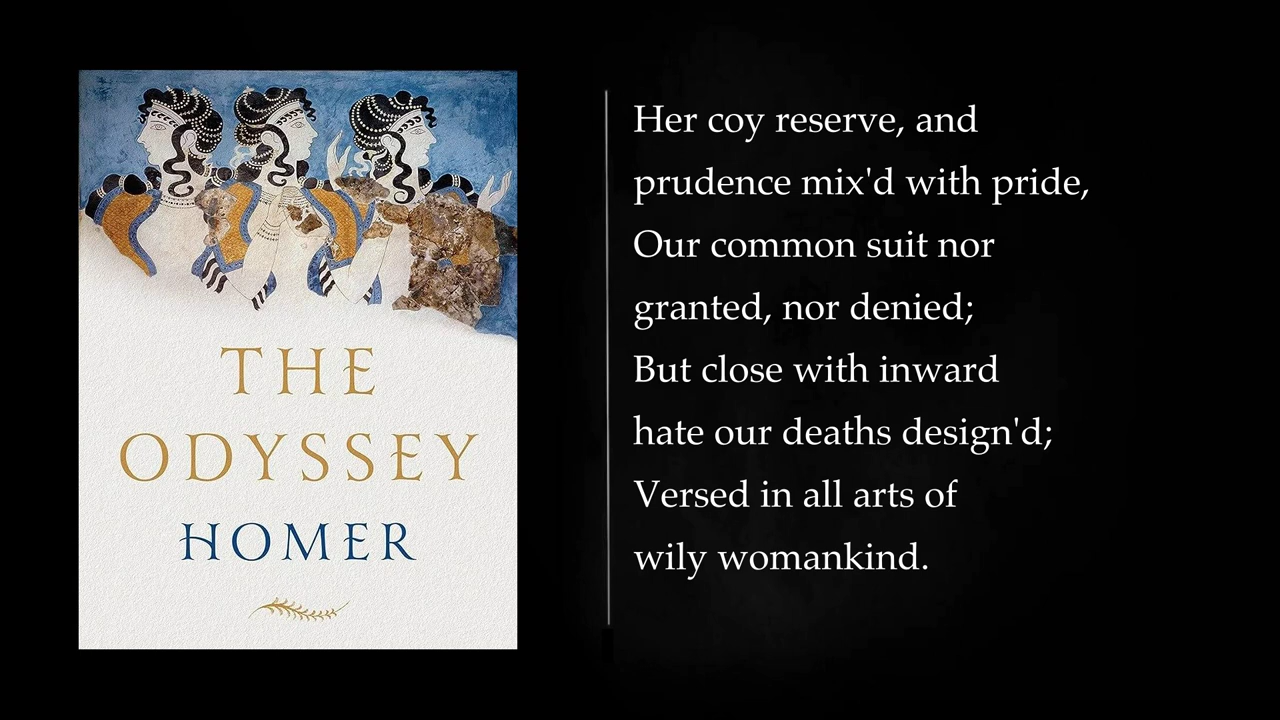 THE
ODYSSEY
HOMER
Her coy reserve, and
prudence mix'd with pride,
Our common suit nor
granted, nor denied;
But close with inward
hate our deaths design'd;
Versed in all arts of
wily womankind.